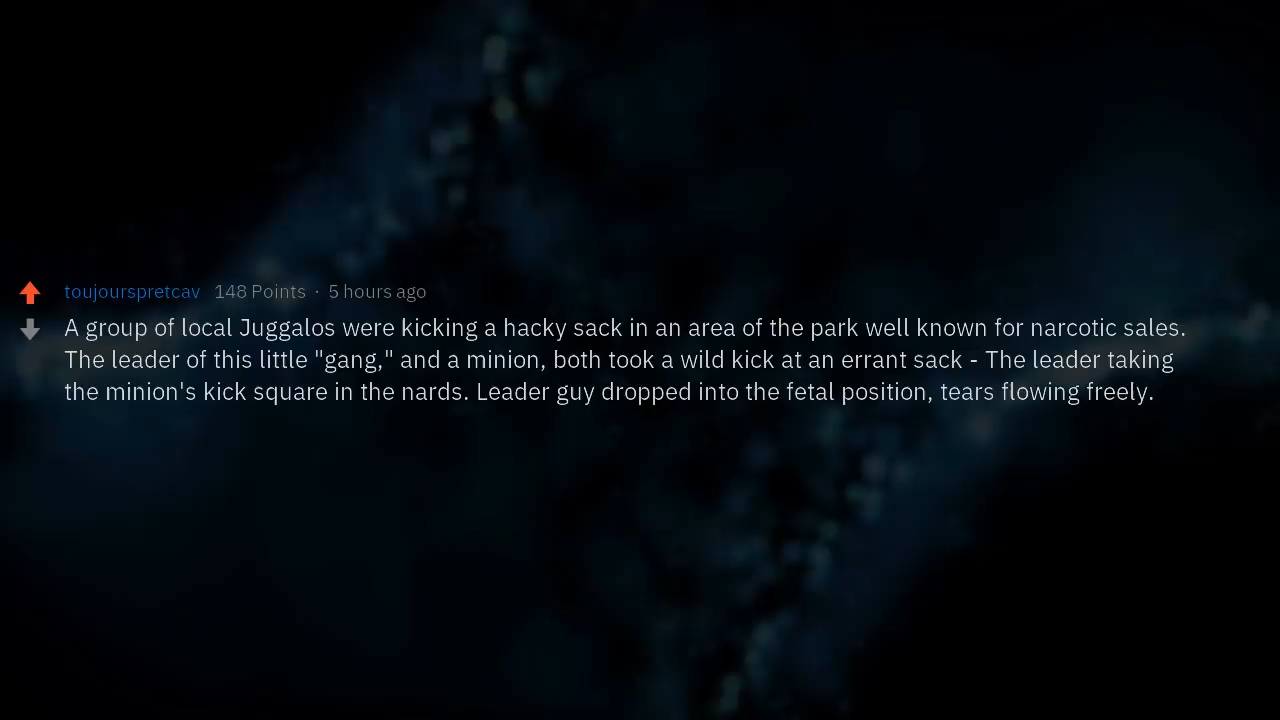 toujourspretcav 148 Points · 5 hours ago
A group of local Juggalos were kicking a hacky sack in an area of the park well known for narcotic sales.
The leader of this little "gang," and a minion, both took a wild kick at an errant sack - The leader taking
the minion's kick square in the nards. Leader guy dropped into the fetal position, tears flowing freely.